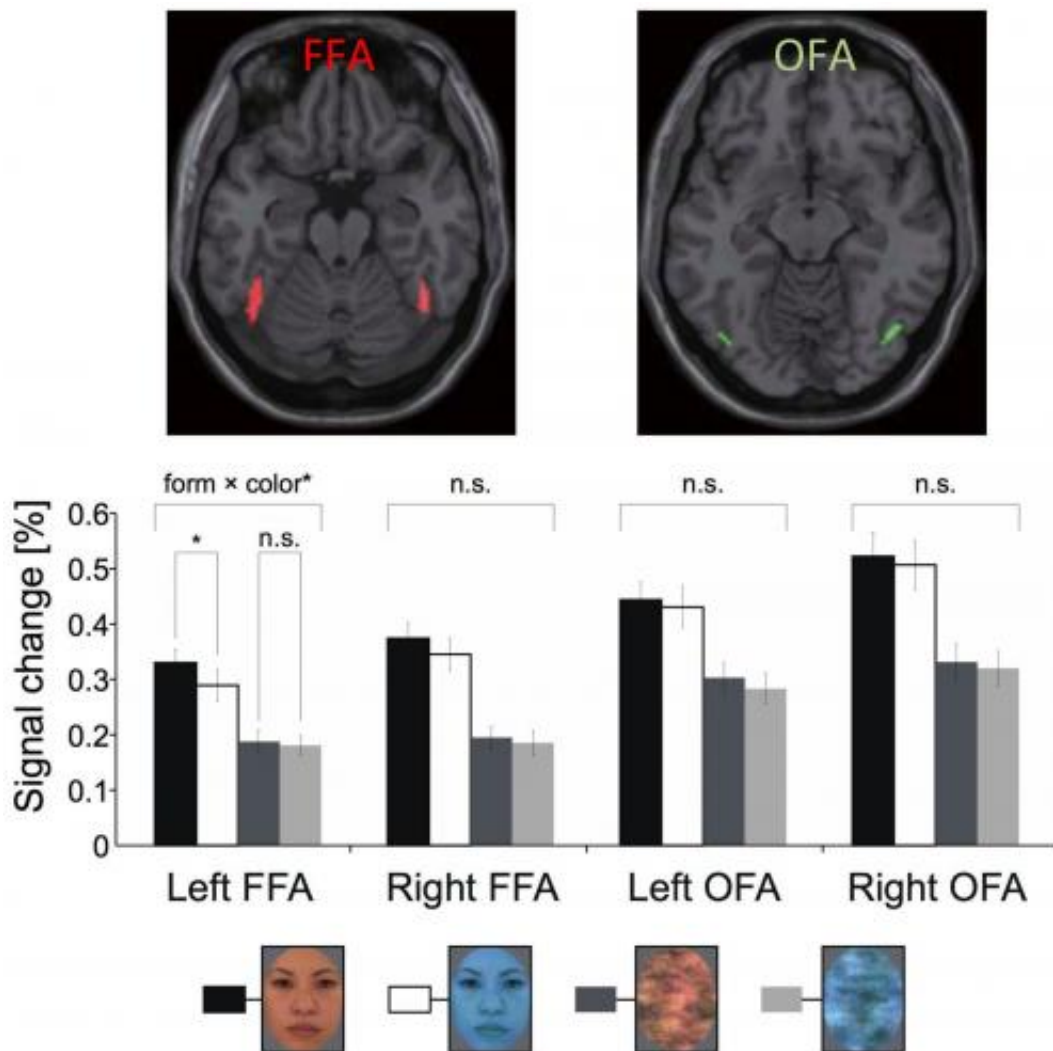 FFA
OFA
form × color*
n.s.
n.s.
n.s.
*
n.s.
Signal change [%]
0.6
0.5
0.4
0.3
0.2
0.1
0
Left FFA
Right FFA
Left OFA
Right OFA